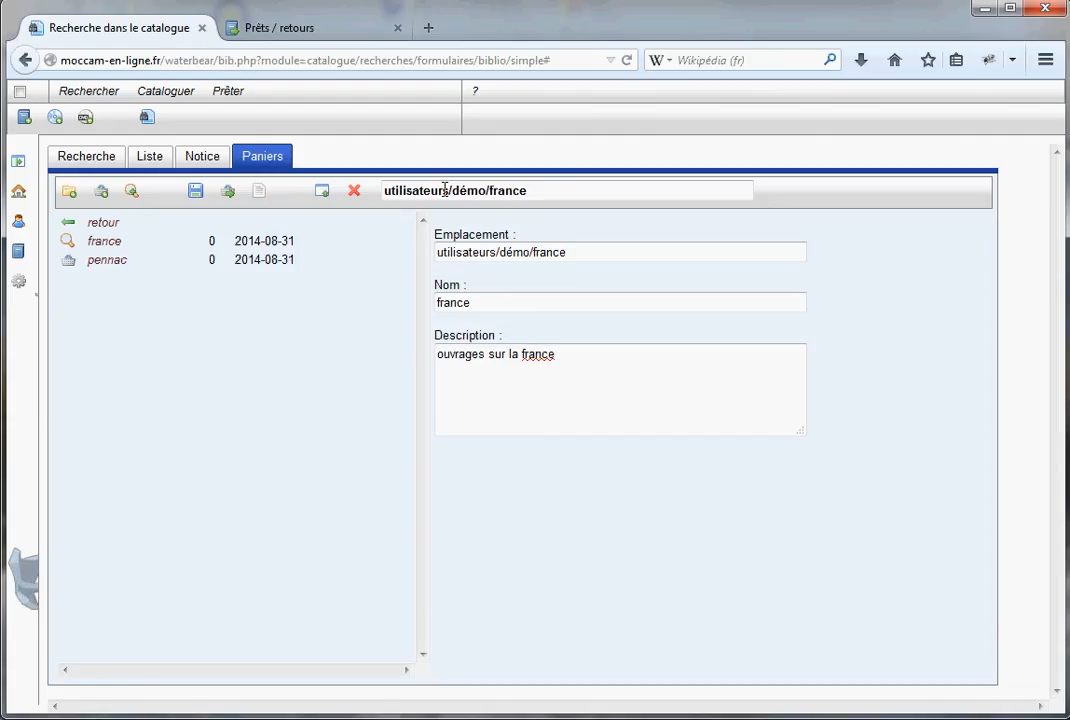 Recherche dans le catalogue
Prêts / retours
moccam-en-ligne.fr/waterbear/bib.php?module=catalogue/recherches/formulaires/biblio/simple#
W
Wikipédia (fr)
Rechercher Cataloguer Prêter ?
Recherche Liste Notice Paniers
utilisateurs/démo/france
retour
france 0 2014-08-31
pennac 0 2014-08-31
Emplacement :
utilisateurs/démo/france
Nom :
france
Description :
ouvrages sur la france